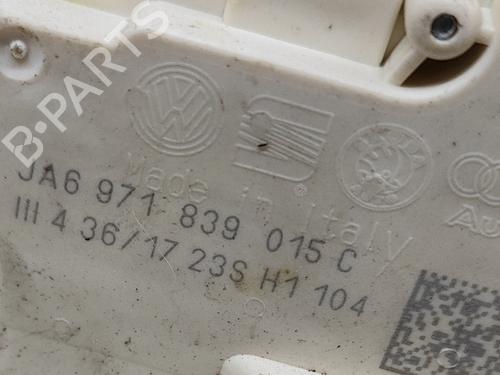 B-PARTS
Made in Italy
JA6 971 839 015 C
III 4 36/17 23S H1 104